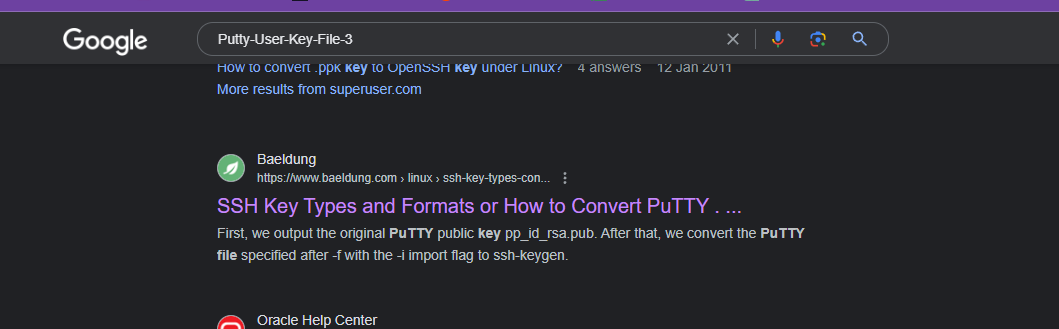 Google
Putty-User-Key-File-3
How to convert .ppk key to OpenSSH key under Linux? 4 answers 12 Jan 2011
More results from superuser.com
Baeldung
https://www.baeldung.com › linux › ssh-key-types-con...
SSH Key Types and Formats or How to Convert PuTTY . ...
First, we output the original PuTTY public key pp_id_rsa.pub. After that, we convert the PuTTY
file specified after -f with the -i import flag to ssh-keygen.
Oracle Help Center